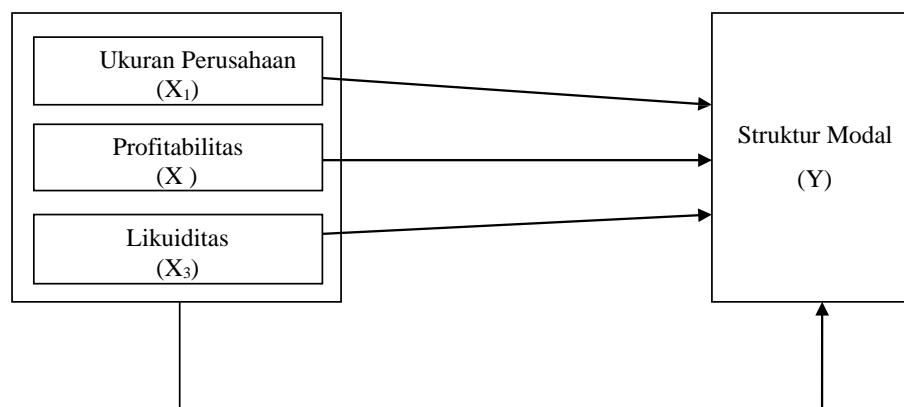 Ukuran Perusahaan
(X₁)
Profitabilitas
(X )
Likuiditas
(X₃)
Struktur Modal
(Y)